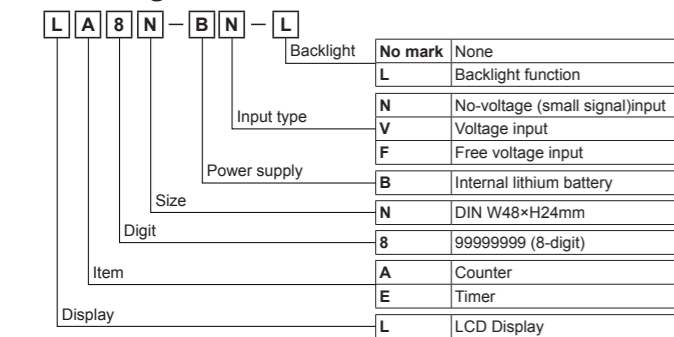 L A 8 N - B N - L
Backlight No mark None
L Backlight function
Input type N No-voltage (small signal)input
V Voltage input
F Free voltage input
Power supply B Internal lithium battery
Size N DIN W48×H24mm
Digit 8 99999999 (8-digit)
Item A Counter
E Timer
Display L LCD Display